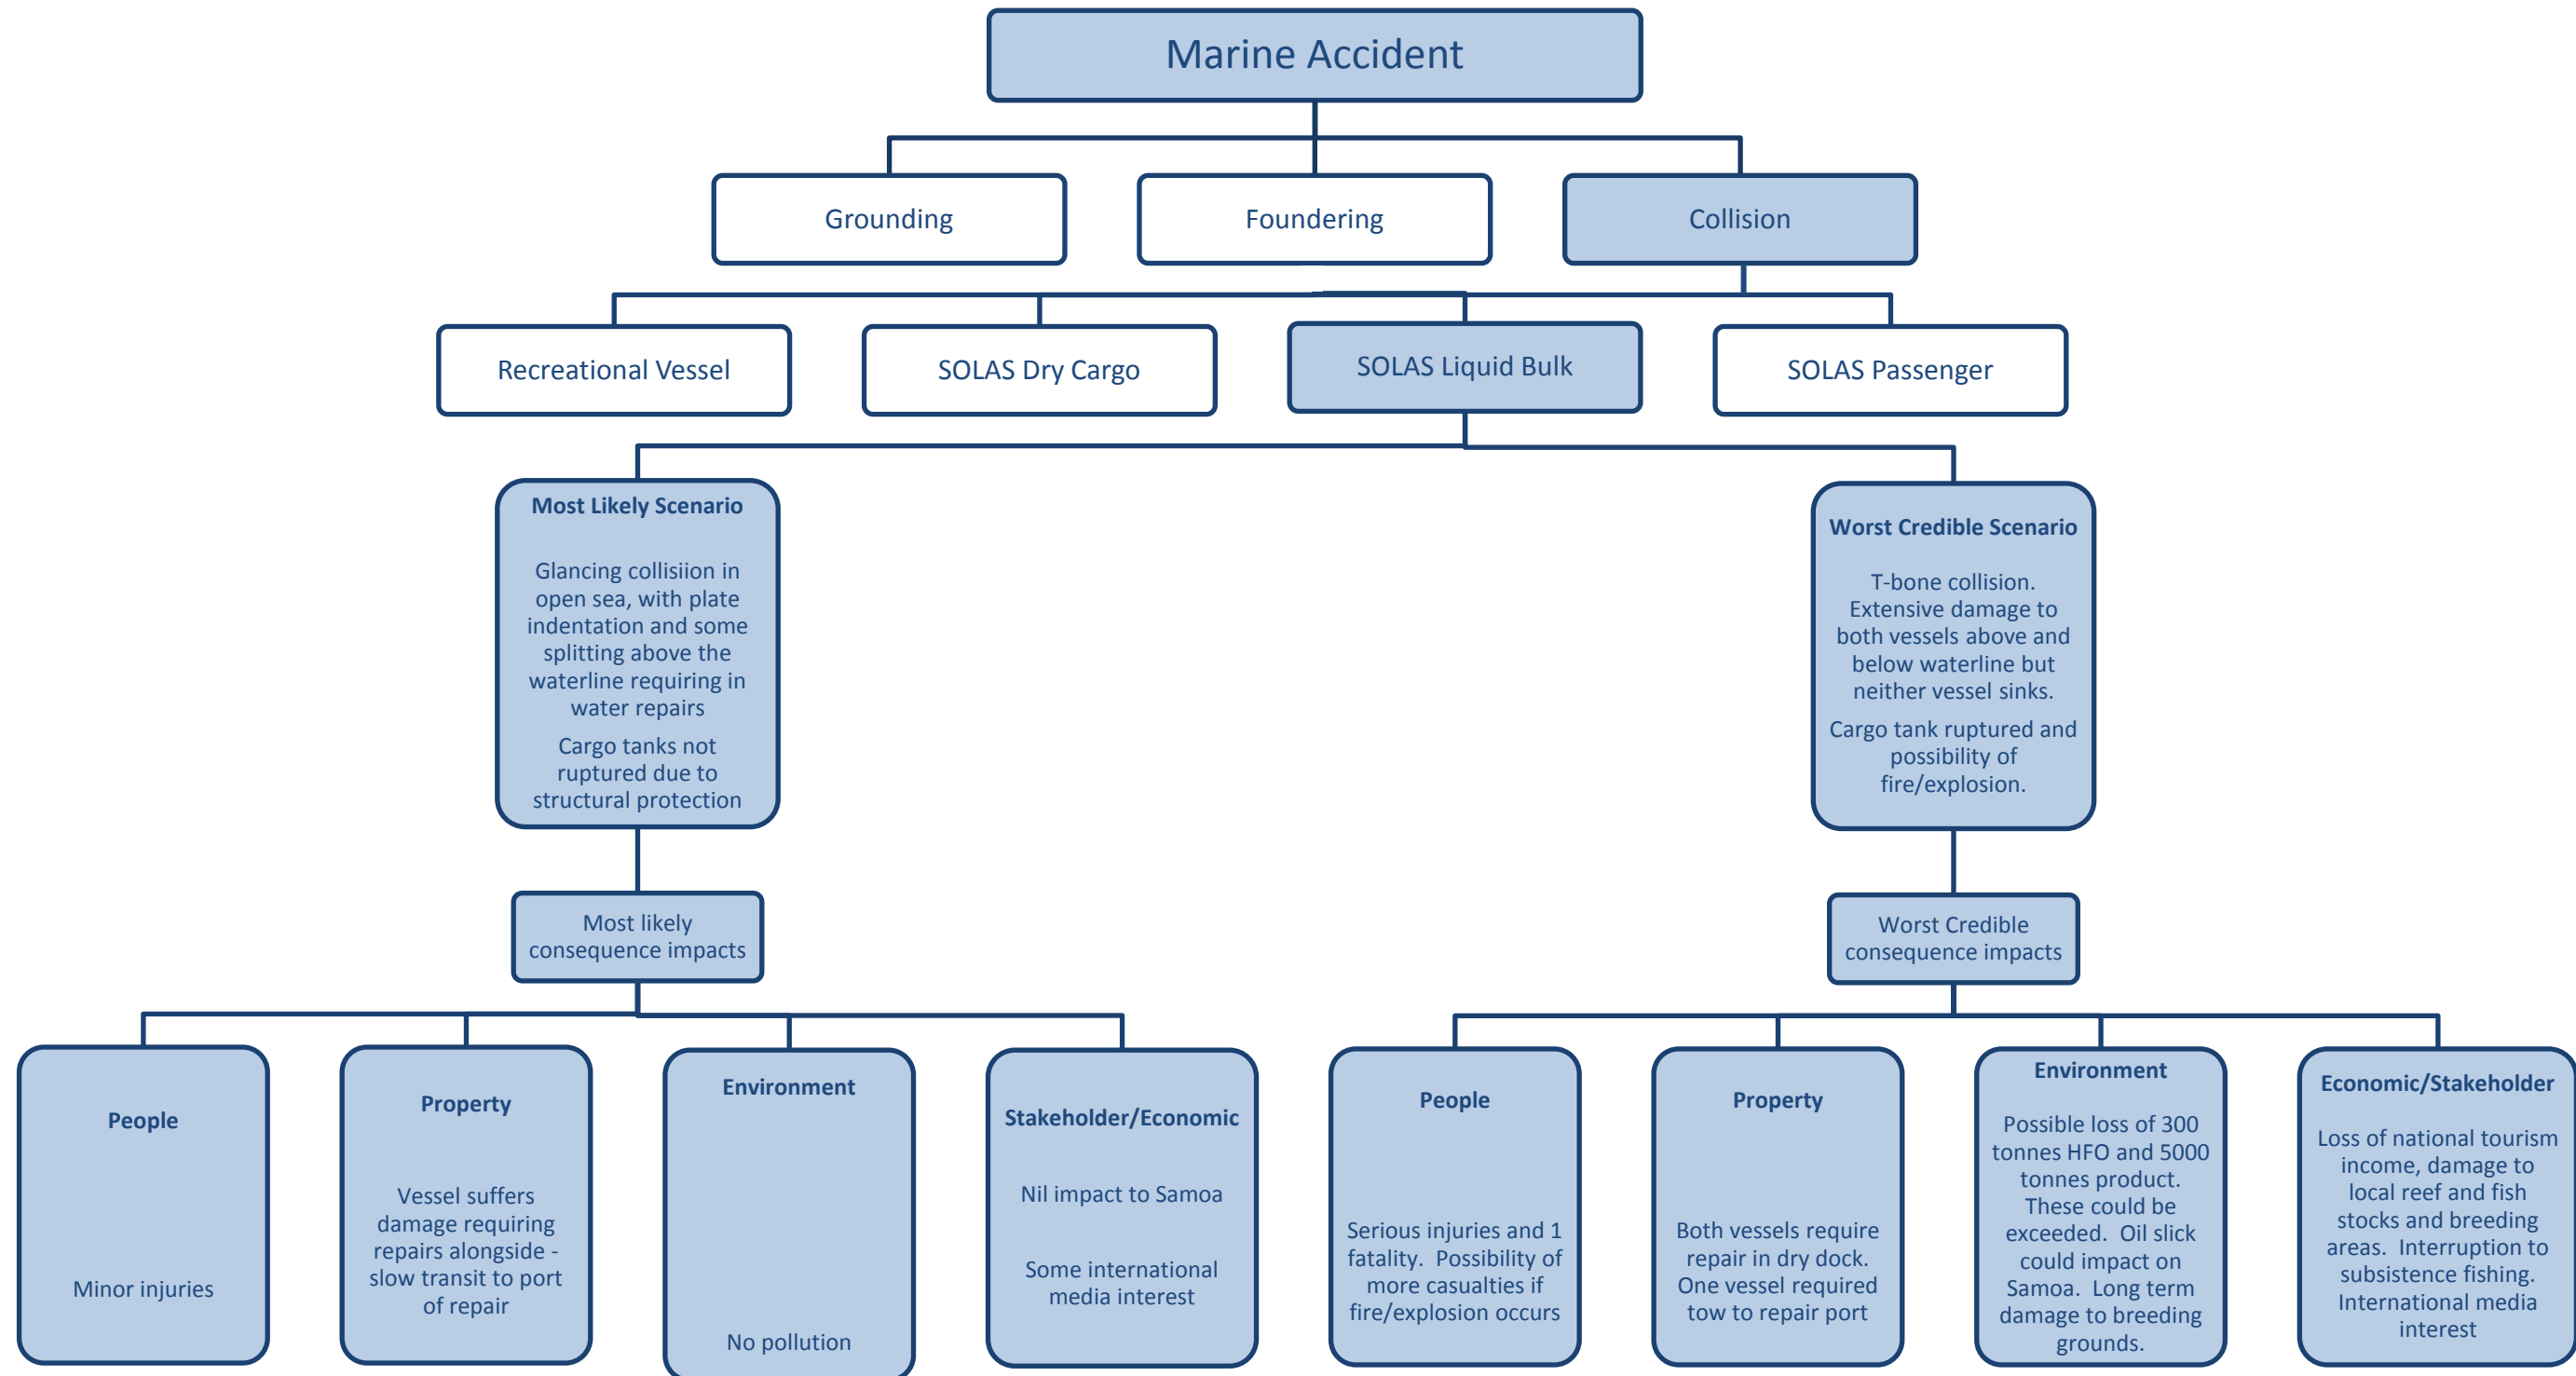 Marine Accident
Grounding
Foundering
Collision
Recreational Vessel
SOLAS Dry Cargo
SOLAS Liquid Bulk
SOLAS Passenger
Most Likely Scenario
Glancing collisiion in
open sea, with plate
indentation and some
splitting above the
waterline requiring in
water repairs
Cargo tanks not
ruptured due to
structural protection
Worst Credible Scenario
T-bone collision.
Extensive damage to
both vessels above and
below waterline but
neither vessel sinks.
Cargo tank ruptured and
possibility of
fire/explosion.
Most likely
consequence impacts
Worst Credible
consequence impacts
People
Minor injuries
Property
Vessel suffers
damage requiring
repairs alongside -
slow transit to port
of repair
Environment
No pollution
Stakeholder/Economic
Nil impact to Samoa
Some international
media interest
People
Serious injuries and 1
fatality. Possibility of
more casualties if
fire/explosion occurs
Property
Both vessels require
repair in dry dock.
One vessel required
tow to repair port
Environment
Possible loss of 300
tonnes HFO and 5000
tonnes product.
These could be
exceeded. Oil slick
could impact on
Samoa. Long term
damage to breeding
grounds.
Economic/Stakeholder
Loss of national tourism
income, damage to
local reef and fish
stocks and breeding
areas. Interruption to
subsistence fishing.
International media
interest